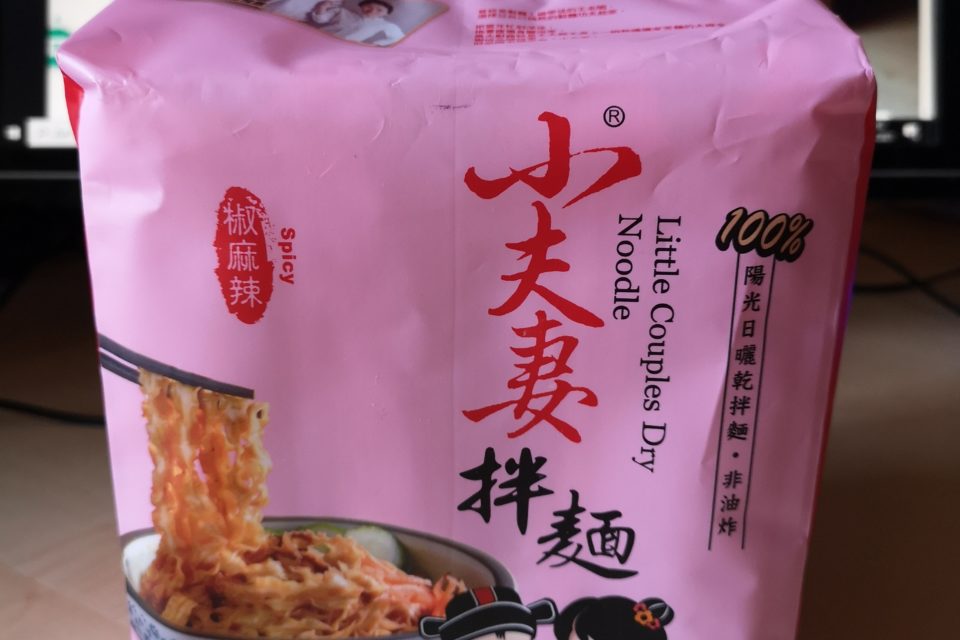 小夫妻®
拌麵
Little Couples Dry
Noodle
100%
陽光日曬乾拌麵・非油炸
椒麻辣
Spicy